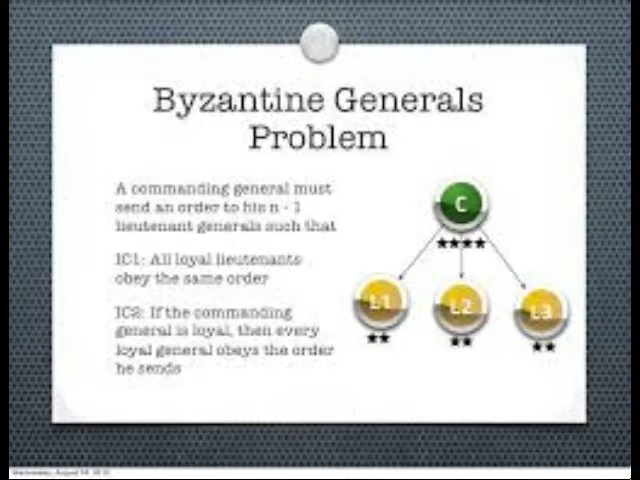 Byzantine Generals
Problem
A commanding general must
send an order to his n - 1
lieutenant generals such that
IC1: All loyal lieutenants
obey the same order
IC2: If the commanding
general is loyal, then every
loyal general obeys the order
he sends
C
★★★★
L1
L2
L3
★★
★★
★★
Wednesday, August